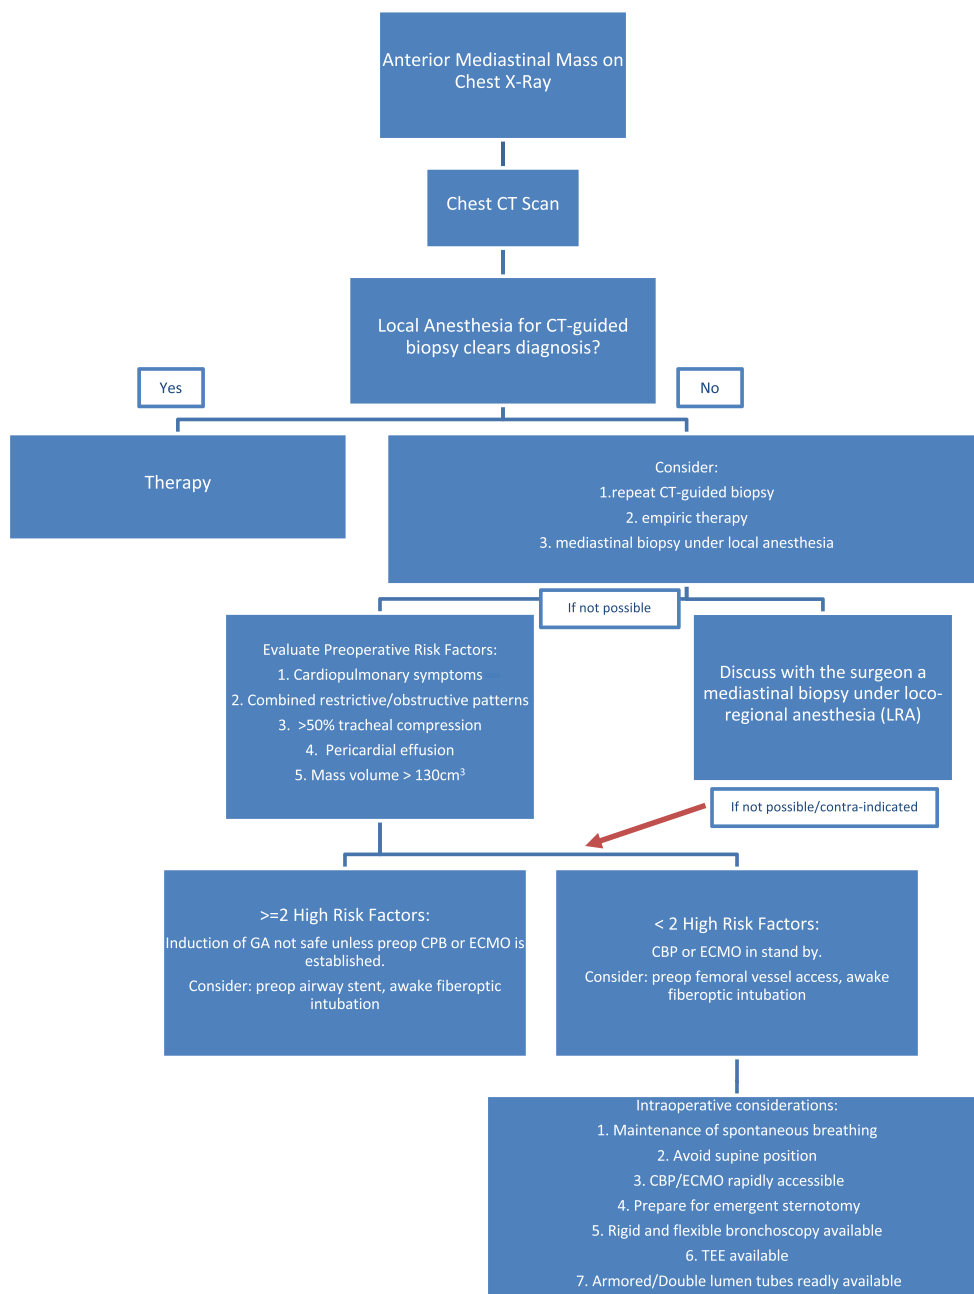 Anterior Mediastinal Mass on
Chest X-Ray
Chest CT Scan
Local Anesthesia for CT-guided
biopsy clears diagnosis?
Yes
No
Therapy
Consider:
1.repeat CT-guided biopsy
2. empiric therapy
3. mediastinal biopsy under local anesthesia
If not possible
Evaluate Preoperative Risk Factors:
1. Cardiopulmonary symptoms
2. Combined restrictive/obstructive patterns
3. >50% tracheal compression
4. Pericardial effusion
5. Mass volume > 130cm³
Discuss with the surgeon a
mediastinal biopsy under loco-
regional anesthesia (LRA)
If not possible/contra-indicated
>=2 High Risk Factors:
Induction of GA not safe unless preop CPB or ECMO is
established.
Consider: preop airway stent, awake fiberoptic
intubation
< 2 High Risk Factors:
CBP or ECMO in stand by.
Consider: preop femoral vessel access, awake
fiberoptic intubation
Intraoperative considerations:
1. Maintenance of spontaneous breathing
2. Avoid supine position
3. CBP/ECMO rapidly accessible
4. Prepare for emergent sternotomy
5. Rigid and flexible bronchoscopy available
6. TEE available
7. Armored/Double lumen tubes readly available